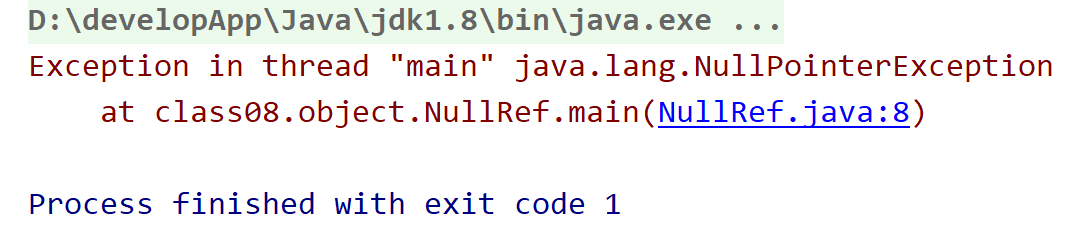 D:\developApp\Java\jdk1.8\bin\java.exe ...
Exception in thread "main" java.lang.NullPointerException
    at class08.object.NullRef.main(NullRef.java:8)
Process finished with exit code 1